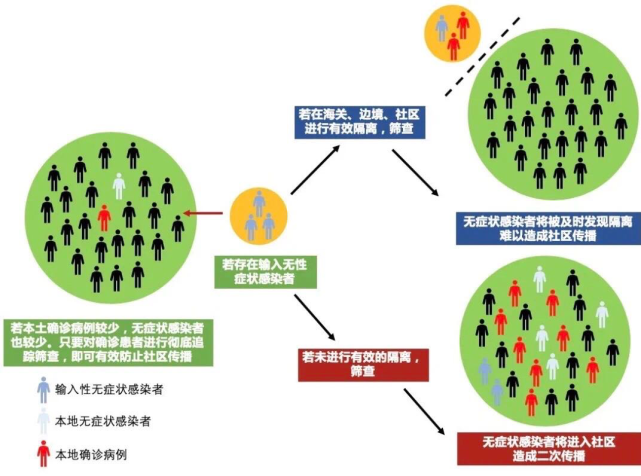 若在海关、边境、社区
进行有效隔离，筛查
无症状感染者将被及时发现隔离
难以造成社区传播
若存在输入无性
症状感染者
若本土确诊病例较少，无症状感染者
也较少。只要对确诊患者进行彻底追
踪筛查，即可有效防止社区传播
若未进行有效的隔离，
筛查
输入性无症状感染者
本地无症状感染者
本地确诊病例
无症状感染者将进入社区
造成二次传播